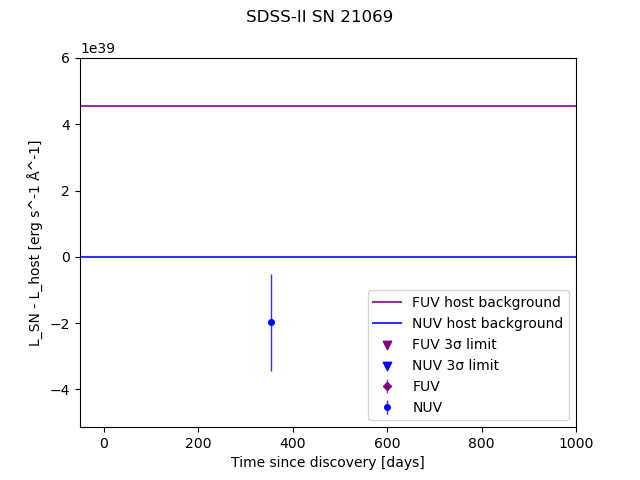 SDSS-II SN 21069
1e39
6
4
2
0
−2
−4
L_SN - L_host [erg s^-1 Å^-1]
FUV host background
NUV host background
FUV 3σ limit
NUV 3σ limit
FUV
NUV
0 200 400 600 800 1000
Time since discovery [days]